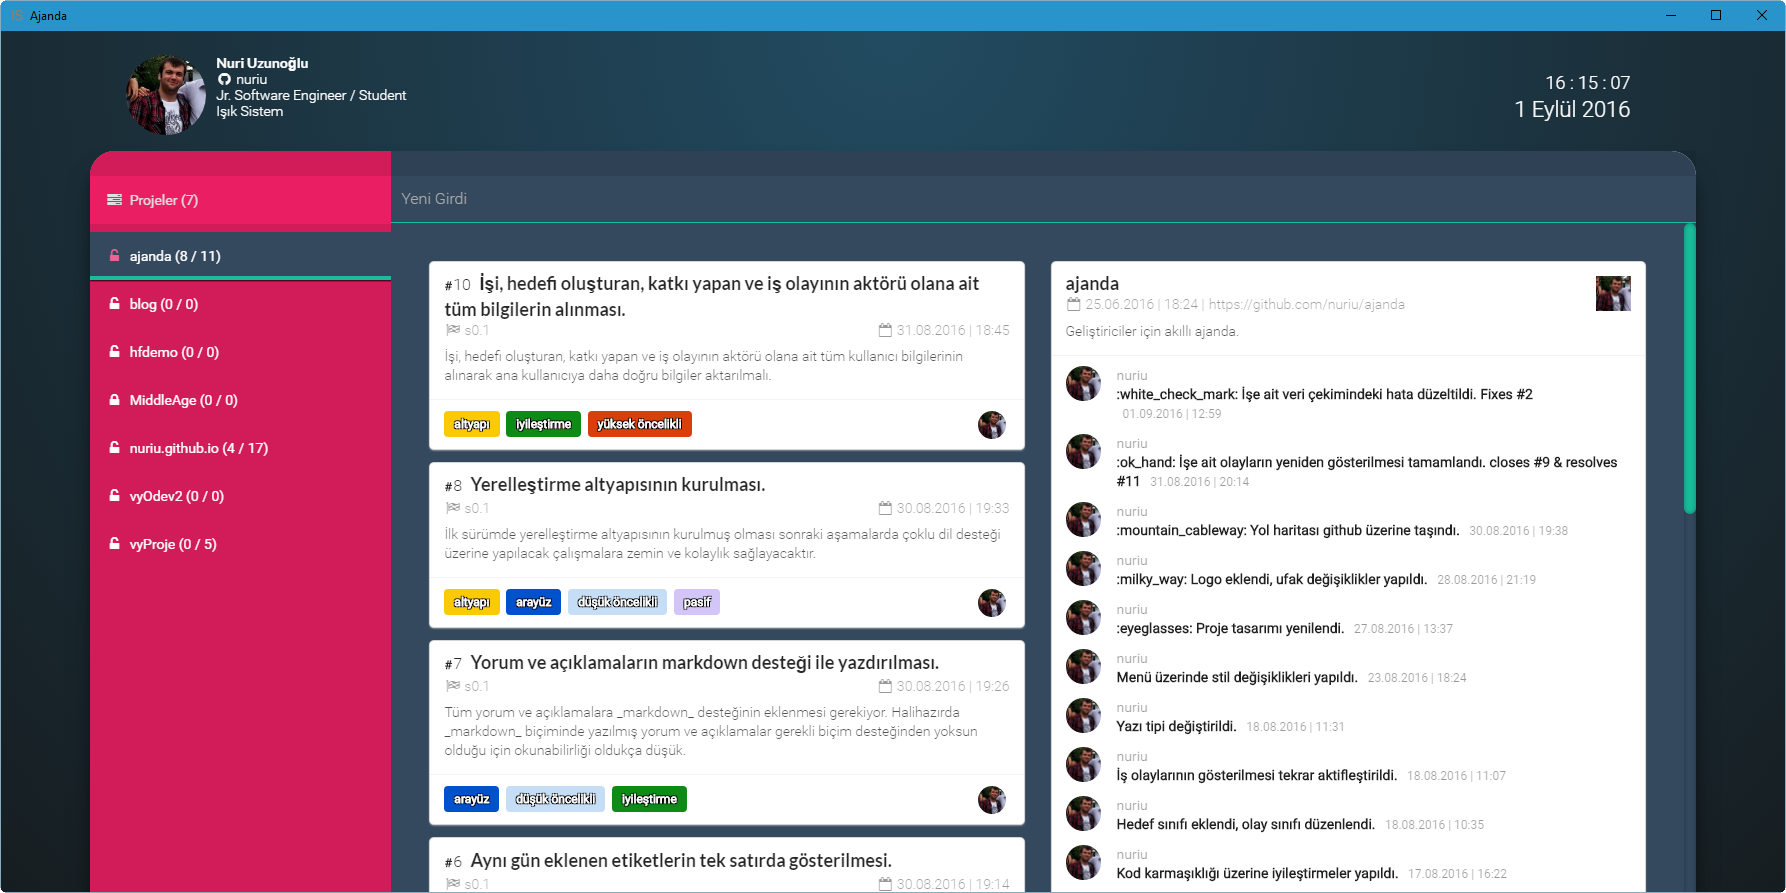 IS Ajanda
Nuri Uzunoğlu
nuriu
Jr. Software Engineer / Student
Işık Sistem
16 : 15 : 07
1 Eylül 2016
Projeler (7)
ajanda (8 / 11)
blog (0 / 0)
hfdemo (0 / 0)
MiddleAge (0 / 0)
nuriu.github.io (4 / 17)
vyOdev2 (0 / 0)
vyProje (0 / 5)
Yeni Girdi
#10 İşi, hedefi oluşturan, katkı yapan ve iş olayının aktörü olana ait
tüm bilgilerin alınması.
s0.1 31.08.2016 | 18:45
İşi, hedefi oluşturan, katkı yapan ve iş olayının aktörü olana ait tüm kullanıcı bilgilerinin
alınarak ana kullanıcıya daha doğru bilgiler aktarılmalı.
altyapı iyileştirme yüksek öncelikli
#8 Yerelleştirme altyapısının kurulması.
s0.1 30.08.2016 | 19:33
İlk sürümde yerelleştirme altyapısının kurulmuş olması sonraki aşamalarda çoklu dil desteği
üzerine yapılacak çalışmalara zemin ve kolaylık sağlayacaktır.
altyapı arayüz düşük öncelikli pasif
#7 Yorum ve açıklamaların markdown desteği ile yazdırılması.
s0.1 30.08.2016 | 19:26
Tüm yorum ve açıklamalara _markdown_ desteğinin eklenmesi gerekiyor. Halihazırda
_markdown_ biçiminde yazılmış yorum ve açıklamalar gerekli biçim desteğinden yoksun
olduğu için okunabilirliği oldukça düşük.
arayüz düşük öncelikli iyileştirme
#6 Aynı gün eklenen etiketlerin tek satırda gösterilmesi.
s0.1 30.08.2016 | 19:14
ajanda
25.06.2016 | 18:24 | https://github.com/nuriu/ajanda
Geliştiriciler için akıllı ajanda.
nuriu
:white_check_mark: İşe ait veri çekimindeki hata düzeltildi. Fixes #2
01.09.2016 | 12:59
nuriu
:ok_hand: İşe ait olayların yeniden gösterilmesi tamamlandı. closes #9 & resolves
#11 31.08.2016 | 20:14
nuriu
:mountain_cableway: Yol haritası github üzerine taşındı. 30.08.2016 | 19:38
nuriu
:milky_way: Logo eklendi, ufak değişiklikler yapıldı. 28.08.2016 | 21:19
nuriu
:eyeglasses: Proje tasarımı yenilendi. 27.08.2016 | 13:37
nuriu
Menü üzerinde stil değişiklikleri yapıldı. 23.08.2016 | 18:24
nuriu
Yazı tipi değiştirildi. 18.08.2016 | 11:31
nuriu
İş olaylarının gösterilmesi tekrar aktifleştirildi. 18.08.2016 | 11:07
nuriu
Hedef sınıfı eklendi, olay sınıfı düzenlendi. 18.08.2016 | 10:35
nuriu
Kod karmaşıklığı üzerine iyileştirmeler yapıldı. 17.08.2016 | 16:22